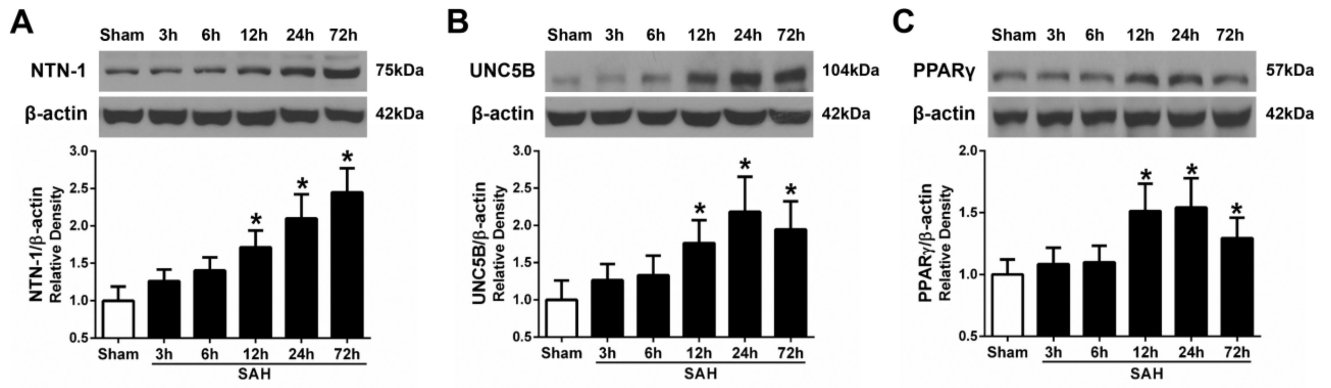 A
Sham 3h 6h 12h 24h 72h
NTN-1 75kDa
β-actin 42kDa
NTN-1/β-actin
Relative Density
3.0
2.5
2.0
1.5
1.0
0.5
* * *
Sham 3h 6h 12h 24h 72h
SAH
B
Sham 3h 6h 12h 24h 72h
UNC5B 104kDa
β-actin 42kDa
UNC5B/β-actin
Relative Density
3.0
2.5
2.0
1.5
1.0
0.5
* * *
Sham 3h 6h 12h 24h 72h
SAH
C
Sham 3h 6h 12h 24h 72h
PPARγ 57kDa
β-actin 42kDa
PPARγ/β-actin
Relative Density
2.0
1.5
1.0
0.5
* * *
Sham 3h 6h 12h 24h 72h
SAH